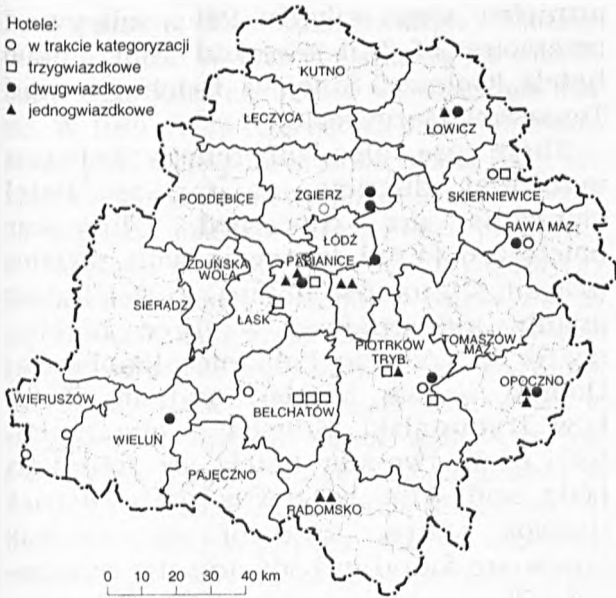 Hotele:
w trakcie kategoryzacji
trzygwiazdkowe
dwugwiazdkowe
jednogwiazdkowe
KUTNO
ŁĘCZYCA
ŁOWICZ
PODDĘBICE
ZGIERZ
SKIERNIEWICE
RAWA MAZ.
ŁÓDŹ
ZDUŃSKA
WOLA
PABIANICE
SIERADZ
ŁASK
PIOTRKÓW
TRYB.
TOMASZÓW
MAZ.
OPOCZNO
WIERUSZÓW
BEŁCHATÓW
WIELUŃ
PAJĘCZNO
RADOMSKO
0 10 20 40 km